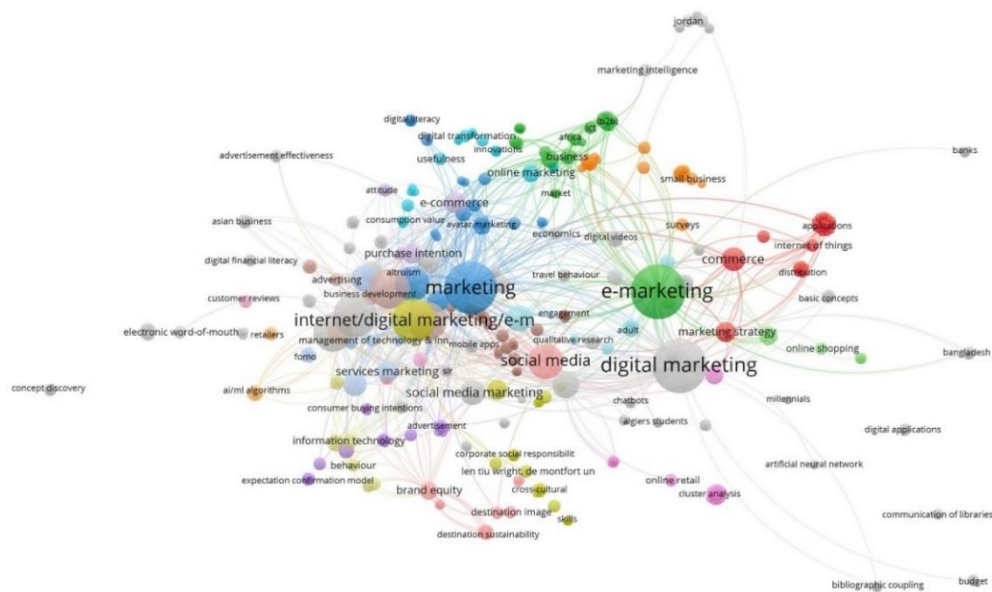 jordan
marketing intelligence
digital literacy
ict
b2b
digital transformation
africa
innovations
usefulness
business
advertisement effectiveness
banks
online marketing
small business
attitude
market
e-commerce
asian business
consumption value
avatar marketing
surveys
applications
economics
digital videos
internet of things
purchase intention
digital financial literacy
commerce
altruism
advertising
travel behaviour
distribution
marketing
e-marketing
business development
customer reviews
basic concepts
engagement
internet/digital marketing/e-m
electronic word-of-mouth
retailers
adult
marketing strategy
management of technology & inn
qualitative research
mobile apps
online shopping
bangladesh
fomo
social media
digital marketing
services marketing
sir
concept discovery
ai/ml algorithms
social media marketing
chatbots
millennials
consumer buying intentions
algiers students
advertisement
digital applications
information technology
corporate social responsibilit
behaviour
len tiu wright, de montfort un
artificial neural network
expectation confirmation model
online retail
brand equity
cross-cultural
cluster analysis
destination image
communication of libraries
skills
destination sustainability
budget
bibliographic coupling